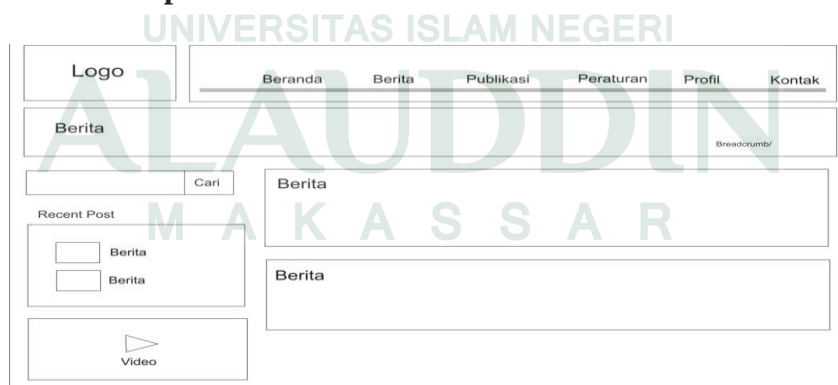 UNIVERSITAS ISLAM NEGERI
ALAUDDIN
MAKASSAR
Logo
Beranda Berita Publikasi Peraturan Profil Kontak
Berita
Breadcrumb/
Cari
Recent Post
Berita
Berita
Video
Berita
Berita